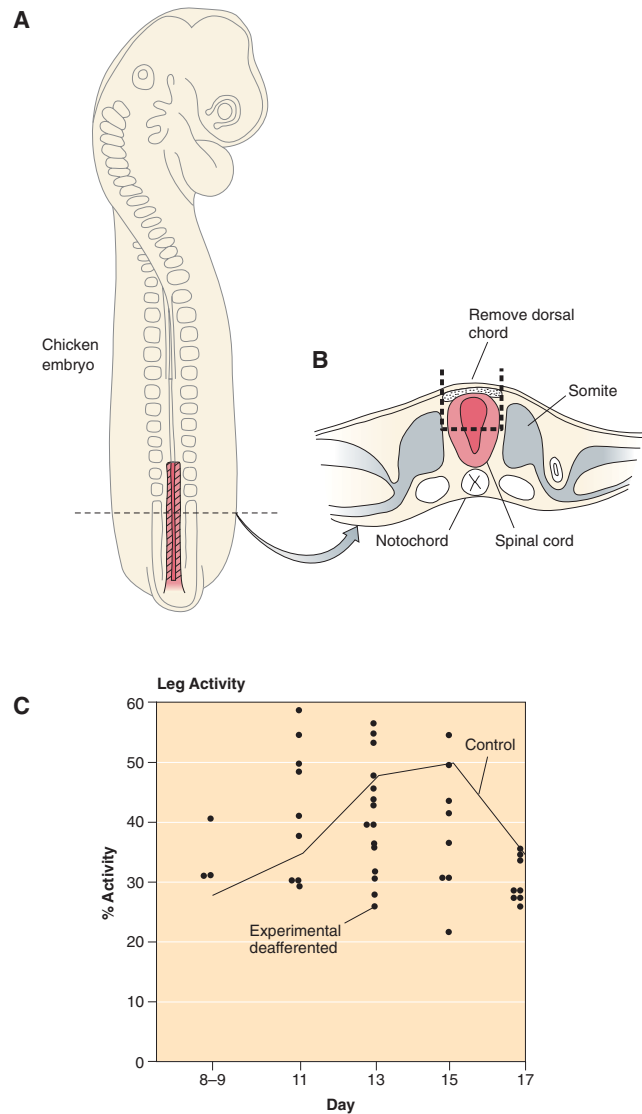 A
Chicken
embryo
B
Remove dorsal
chord
Somite
Notochord
Spinal cord
C
Leg Activity
% Activity
60
50
40
30
20
10
0
Control
Experimental
deafferented
8–9
11
13
15
17
Day